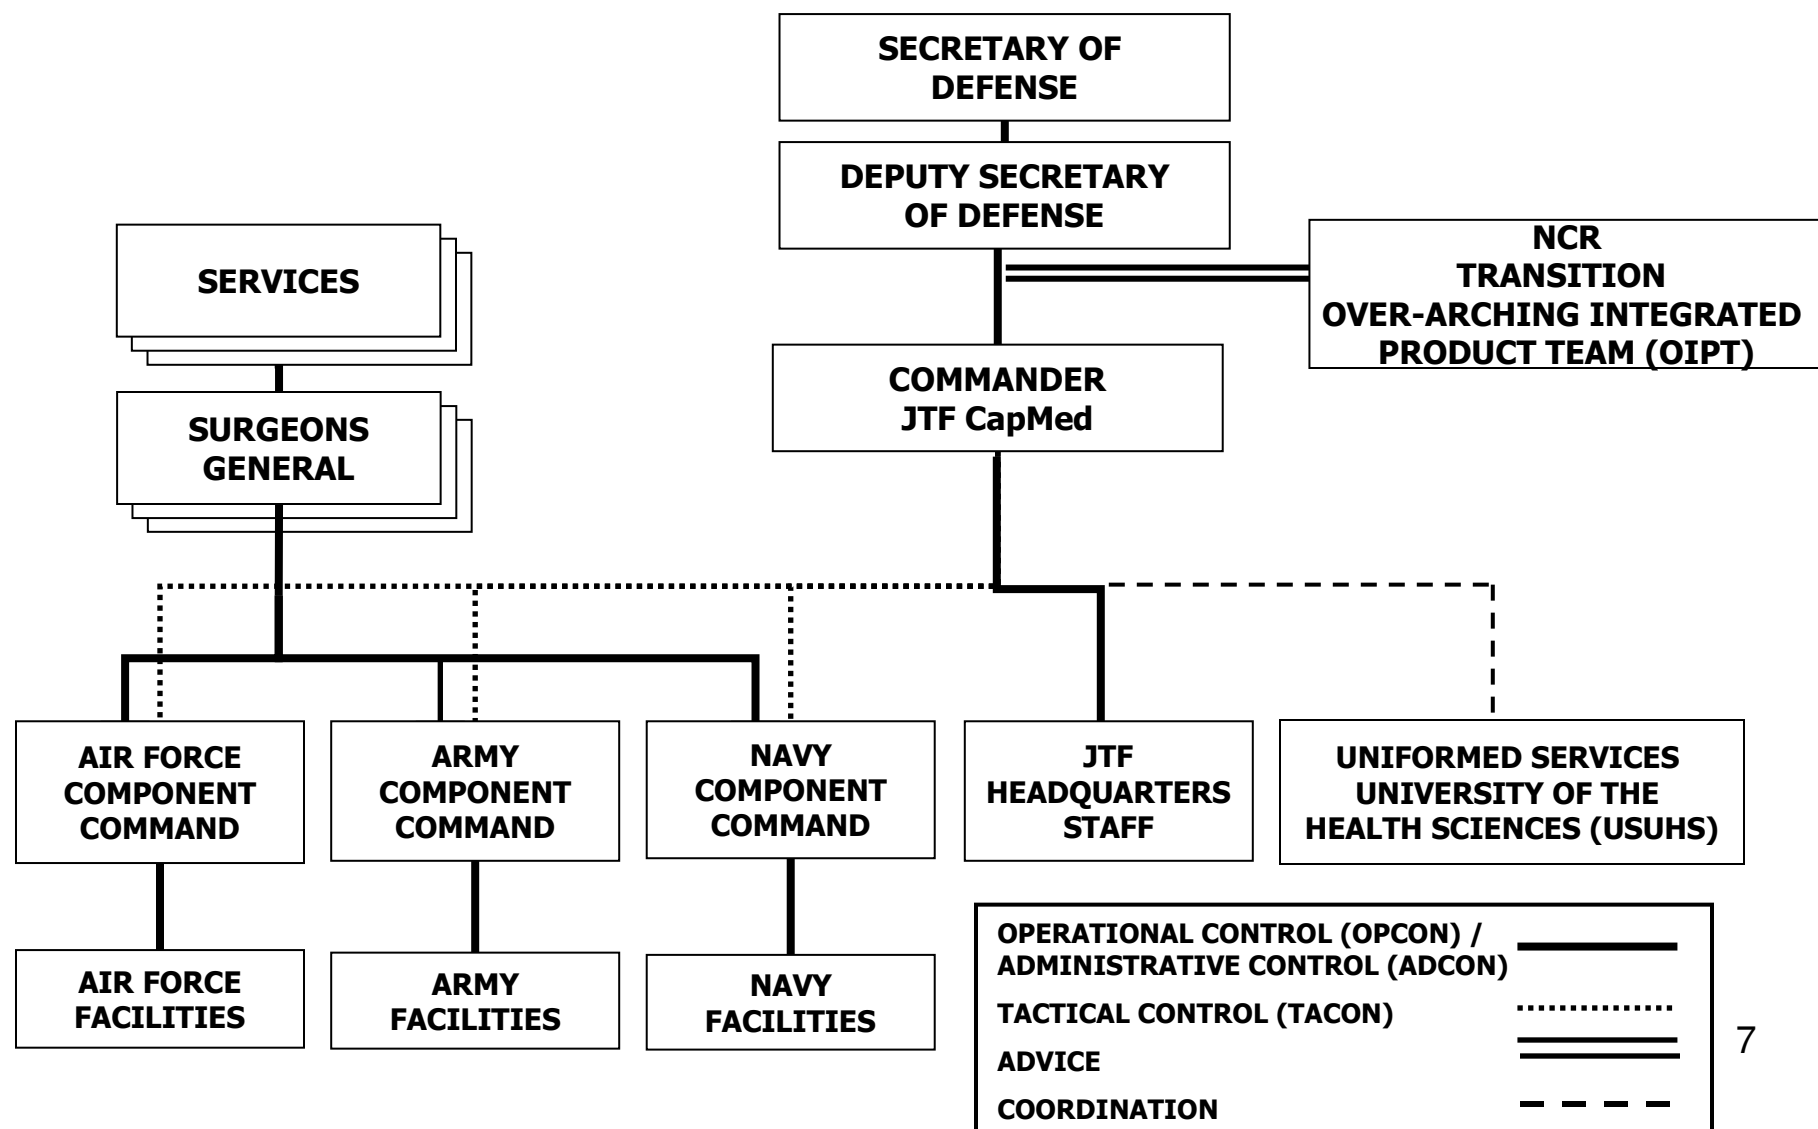 SECRETARY OF
DEFENSE
DEPUTY SECRETARY
OF DEFENSE
NCR
TRANSITION
OVER-ARCHING INTEGRATED
PRODUCT TEAM (OIPT)
SERVICES
COMMANDER
JTF CapMed
SURGEONS
GENERAL
AIR FORCE
COMPONENT
COMMAND
ARMY
COMPONENT
COMMAND
NAVY
COMPONENT
COMMAND
JTF
HEADQUARTERS
STAFF
UNIFORMED SERVICES
UNIVERSITY OF THE
HEALTH SCIENCES (USUHS)
AIR FORCE
FACILITIES
ARMY
FACILITIES
NAVY
FACILITIES
OPERATIONAL CONTROL (OPCON) /
ADMINISTRATIVE CONTROL (ADCON)
TACTICAL CONTROL (TACON)
ADVICE
COORDINATION
7